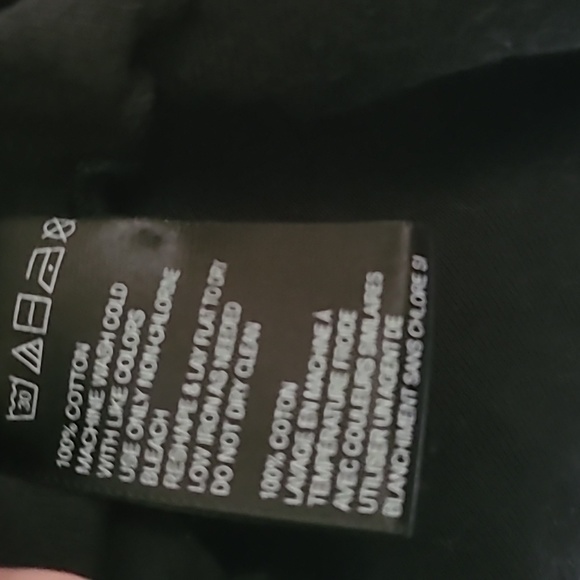 30
100% COTTON
MACHINE WASH COLD
WITH LIKE COLORS
USE ONLY NON-CHLORINE
BLEACH
RESHAPE & LAY FLAT TO DRY
LOW IRON AS NEEDED
DO NOT DRY CLEAN
100% COTON
LAVAGE EN MACHINE A
TEMPERATURE FROIDE
AVEC COULEURS SIMILAIRES
UTILISER UN AGENT DE
BLANCHIMENT SANS CHLORE SI